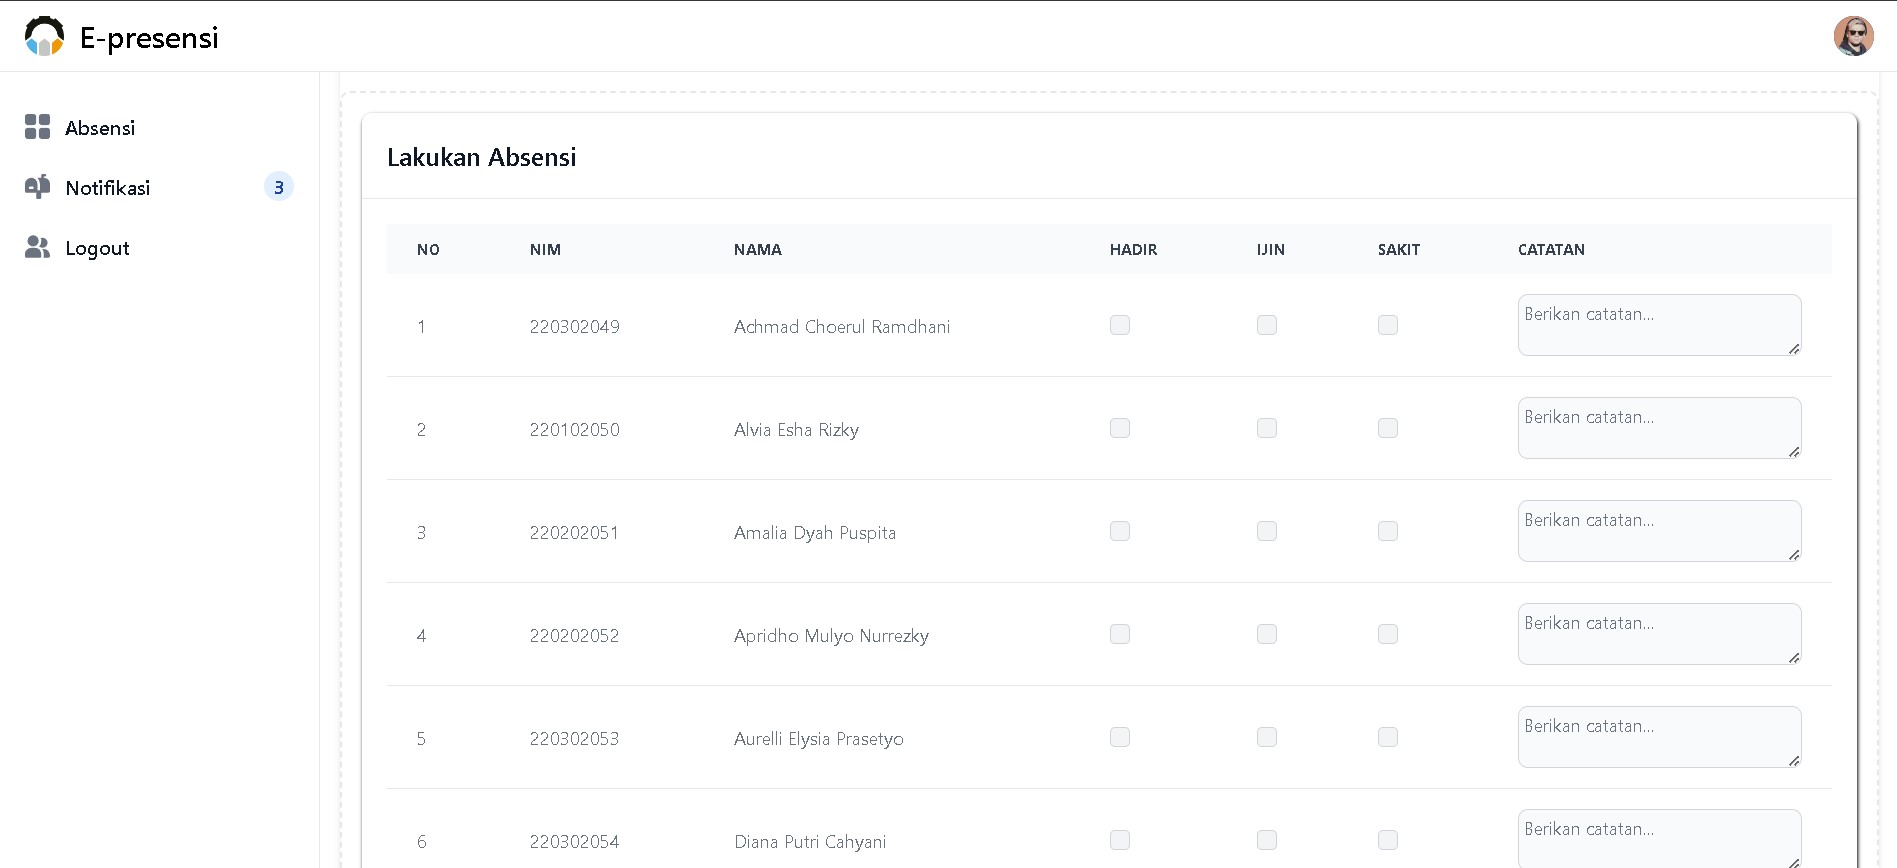 E-presensi
Absensi
Notifikasi 3
Logout
Lakukan Absensi
NO NIM NAMA HADIR IJIN SAKIT CATATAN
1 220302049 Achmad Choerul Ramdhani Berikan catatan...
2 220102050 Alvia Esha Rizky Berikan catatan...
3 220202051 Amalia Dyah Puspita Berikan catatan...
4 220202052 Apridho Mulyo Nurrezky Berikan catatan...
5 220302053 Aurelli Elysia Prasetyo Berikan catatan...
6 220302054 Diana Putri Cahyani Berikan catatan...